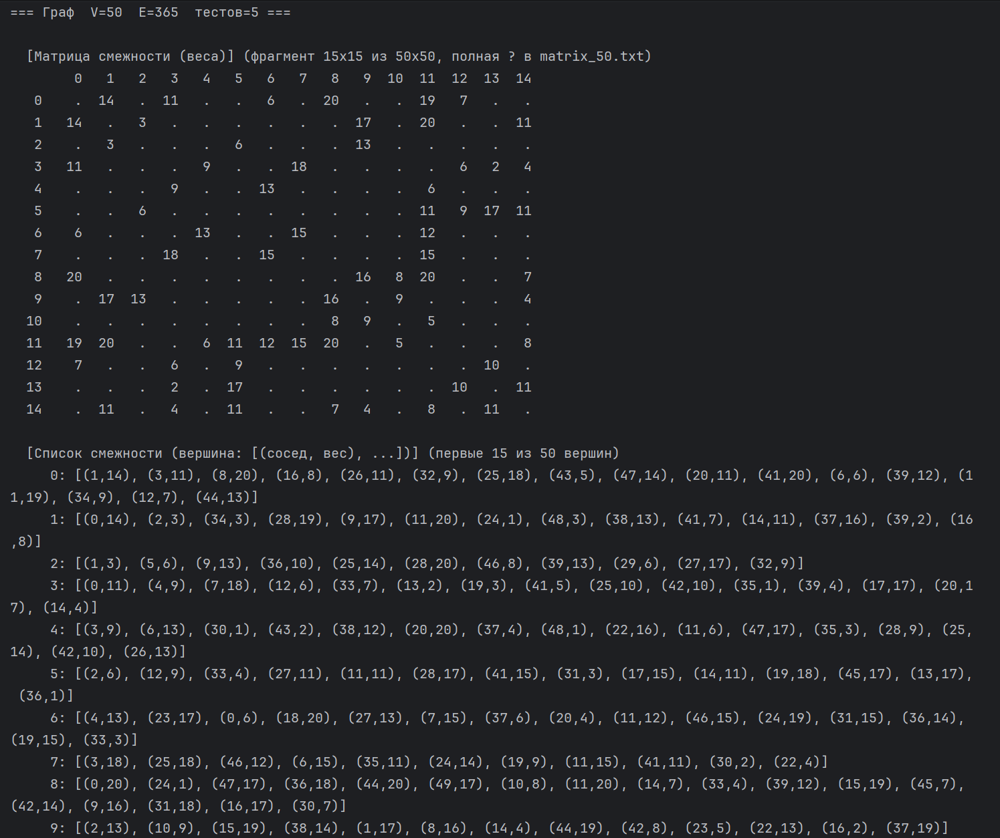 === Граф  V=50  E=365  тестов=5 ===
[Матрица смежности (веса)] (фрагмент 15x15 из 50x50, полная ? в matrix_50.txt)
        0   1   2   3   4   5   6   7   8   9  10  11  12  13  14
   0    .  14   .  11   .   .   6   .  20   .   .  19   7   .   .
   1   14   .   3   .   .   .   .   .   .  17   .  20   .   .  11
   2    .   3   .   .   .   6   .   .   .  13   .   .   .   .   .
   3   11   .   .   .   9   .   .  18   .   .   .   .   6   2   4
   4    .   .   .   9   .   .  13   .   .   .   .   6   .   .   .
   5    .   .   6   .   .   .   .   .   .   .   .  11   9  17  11
   6    6   .   .   .  13   .   .  15   .   .   .  12   .   .   .
   7    .   .   .  18   .   .  15   .   .   .   .  15   .   .   .
   8   20   .   .   .   .   .   .   .   .  16   8  20   .   .   7
   9    .  17  13   .   .   .   .   .  16   .   9   .   .   .   4
  10    .   .   .   .   .   .   .   .   8   9   .   5   .   .   .
  11   19  20   .   .   6  11  12  15  20   .   5   .   .   .   8
  12    7   .   .   6   .   9   .   .   .   .   .   .   .  10   .
  13    .   .   .   2   .  17   .   .   .   .   .   .  10   .  11
  14    .  11   .   4   .  11   .   .   7   4   .   8   .  11   .
[Список смежности (вершина: [(сосед, вес), ...])] (первые 15 из 50 вершин)
0: [(1,14), (3,11), (8,20), (16,8), (26,11), (32,9), (25,18), (43,5), (47,14), (20,11), (41,20), (6,6), (39,12), (1
1,19), (34,9), (12,7), (44,13)]
1: [(0,14), (2,3), (34,3), (28,19), (9,17), (11,20), (24,1), (48,3), (38,13), (41,7), (14,11), (37,16), (39,2), (16
,8)]
2: [(1,3), (5,6), (9,13), (36,10), (25,14), (28,20), (46,8), (39,13), (29,6), (27,17), (32,9)]
3: [(0,11), (4,9), (7,18), (12,6), (33,7), (13,2), (19,3), (41,5), (25,10), (42,10), (35,1), (39,4), (17,17), (20,1
7), (14,4)]
4: [(3,9), (6,13), (30,1), (43,2), (38,12), (20,20), (37,4), (48,1), (22,16), (11,6), (47,17), (35,3), (28,9), (25,
14), (42,10), (26,13)]
5: [(2,6), (12,9), (33,4), (27,11), (11,11), (28,17), (41,15), (31,3), (17,15), (14,11), (19,18), (45,17), (13,17),
(36,1)]
6: [(4,13), (23,17), (0,6), (18,20), (27,13), (7,15), (37,6), (20,4), (11,12), (46,15), (24,19), (31,15), (36,14),
(19,15), (33,3)]
7: [(3,18), (25,18), (46,12), (6,15), (35,11), (24,14), (19,9), (11,15), (41,11), (30,2), (22,4)]
8: [(0,20), (24,1), (47,17), (36,18), (44,20), (49,17), (10,8), (11,20), (14,7), (33,4), (39,12), (15,19), (45,7),
(42,14), (9,16), (31,18), (16,17), (30,7)]
9: [(2,13), (10,9), (15,19), (38,14), (1,17), (8,16), (14,4), (44,19), (42,8), (23,5), (22,13), (16,2), (37,19)]